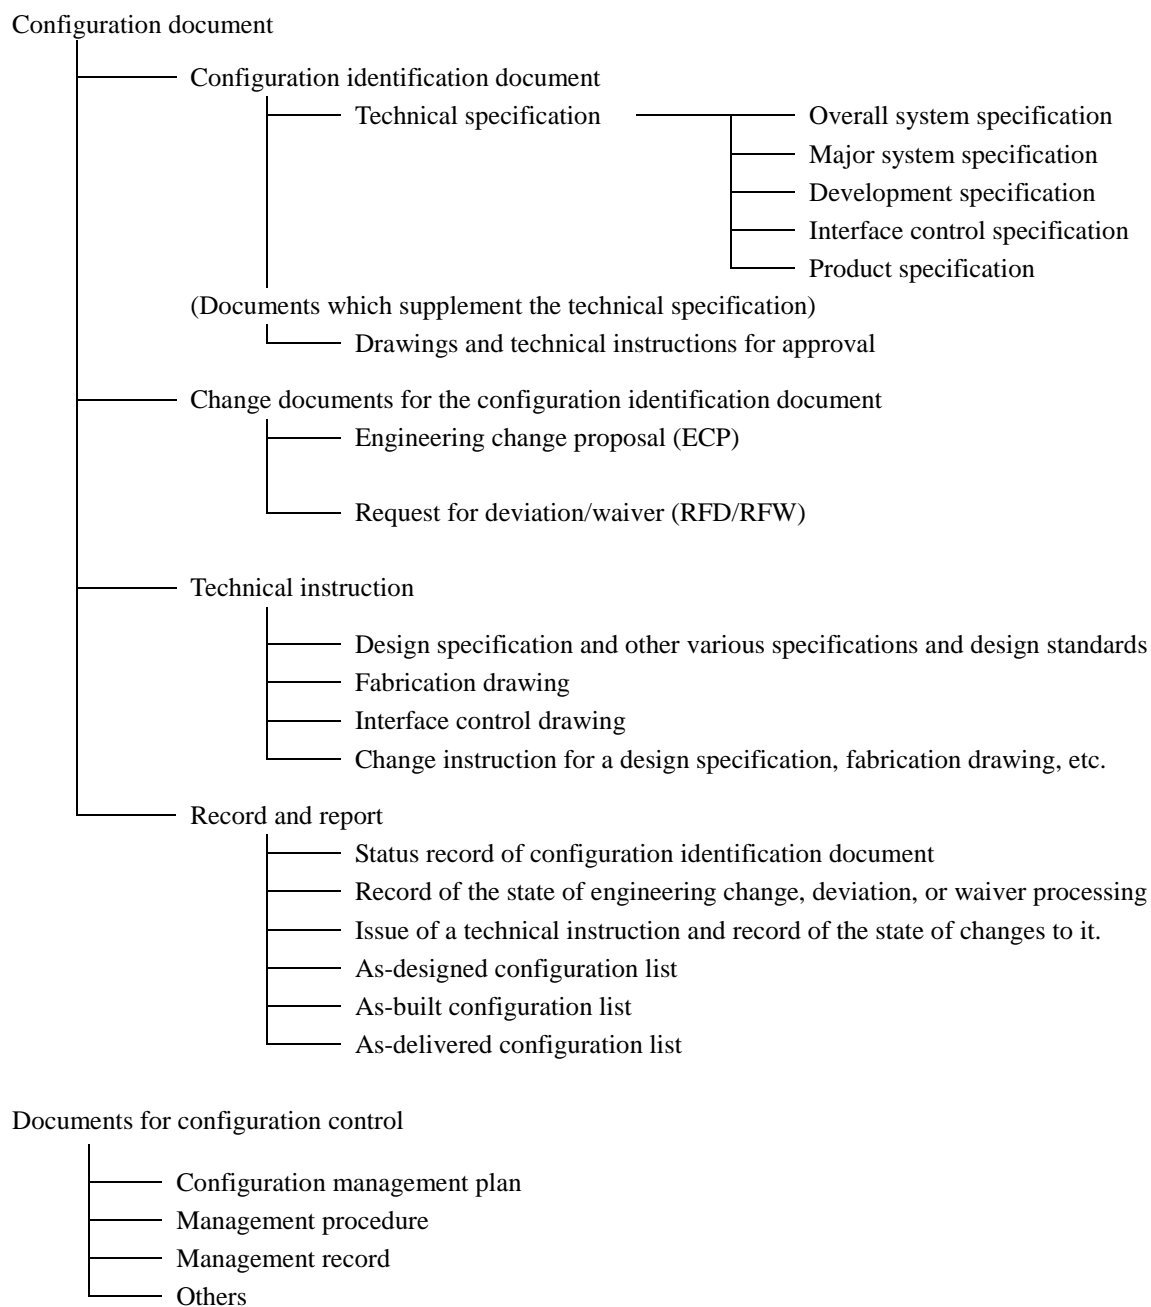 Configuration document
Configuration identification document
Technical specification
Overall system specification
Major system specification
Development specification
Interface control specification
Product specification
(Documents which supplement the technical specification)
Drawings and technical instructions for approval
Change documents for the configuration identification document
Engineering change proposal (ECP)
Request for deviation/waiver (RFD/RFW)
Technical instruction
Design specification and other various specifications and design standards
Fabrication drawing
Interface control drawing
Change instruction for a design specification, fabrication drawing, etc.
Record and report
Status record of configuration identification document
Record of the state of engineering change, deviation, or waiver processing
Issue of a technical instruction and record of the state of changes to it.
As-designed configuration list
As-built configuration list
As-delivered configuration list
Documents for configuration control
Configuration management plan
Management procedure
Management record
Others